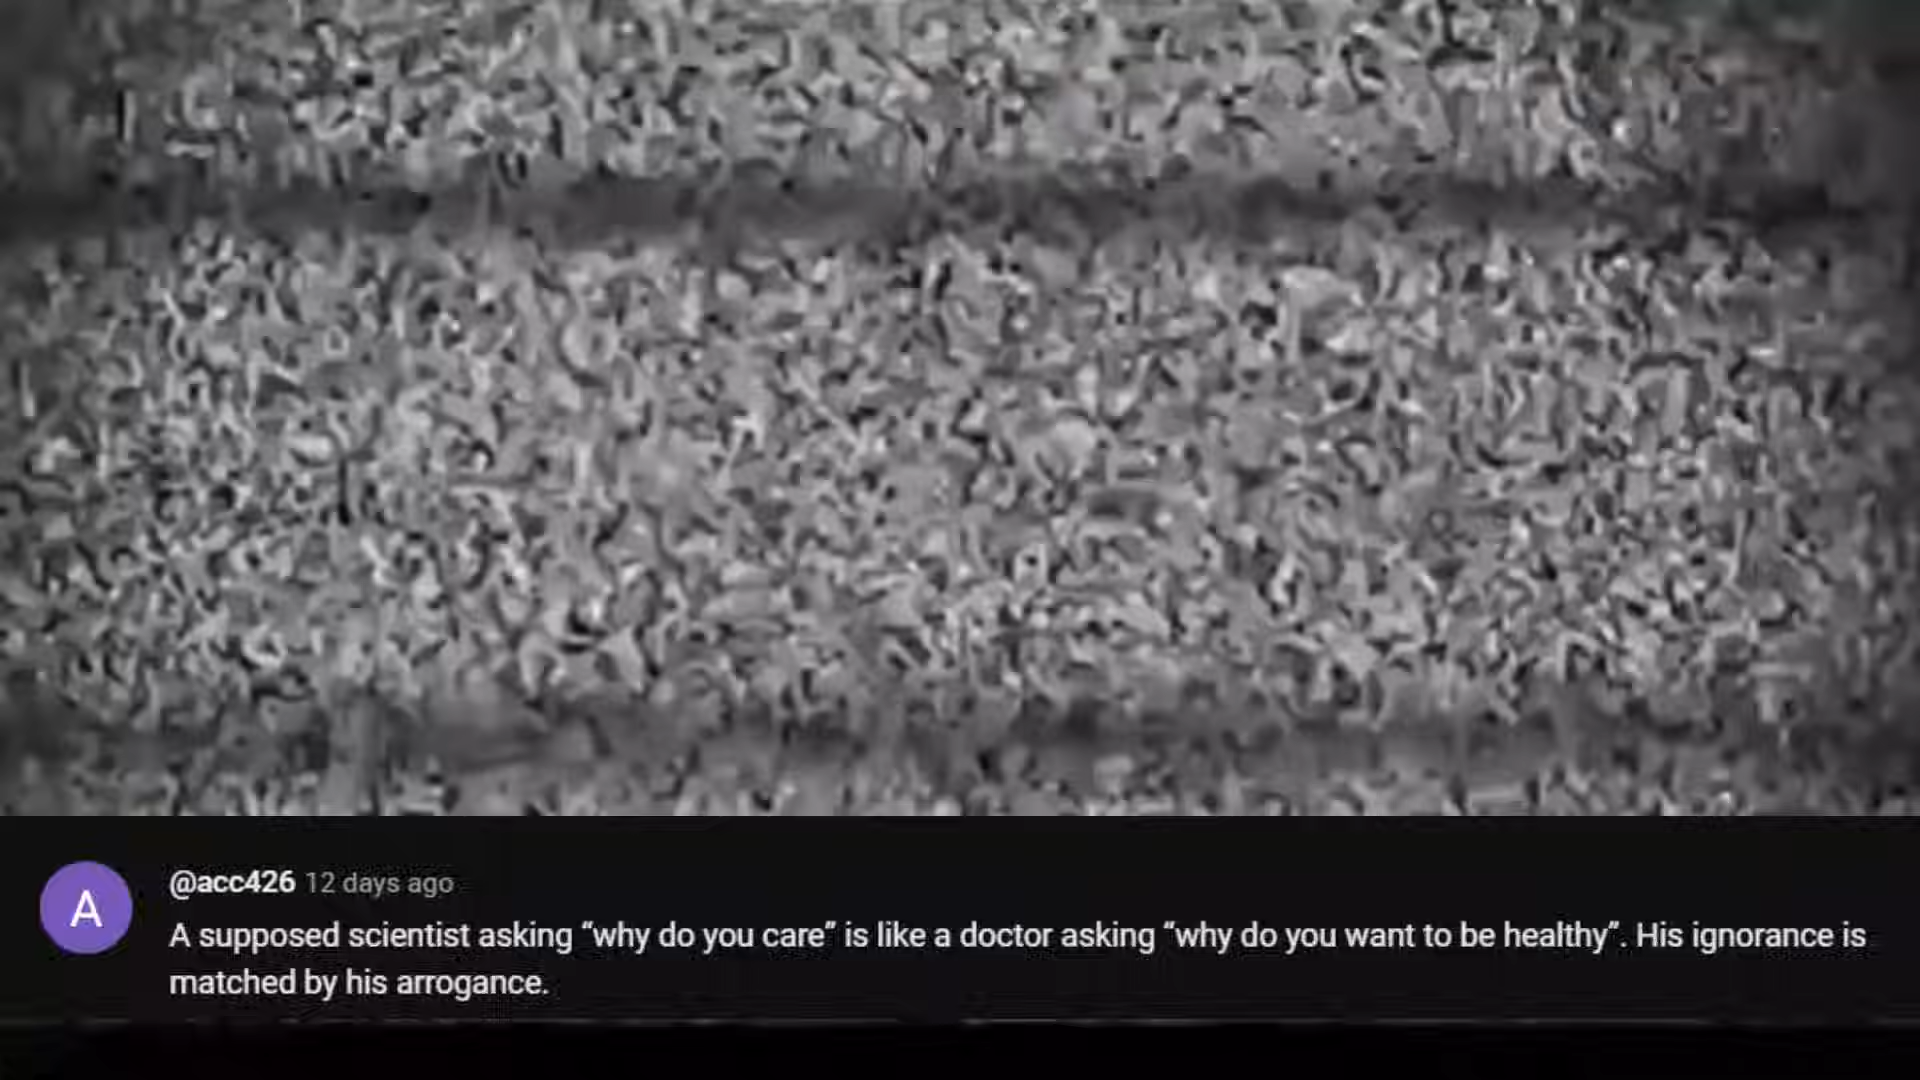 A
@acc426 12 days ago
A supposed scientist asking “why do you care” is like a doctor asking “why do you want to be healthy”. His ignorance is
matched by his arrogance.